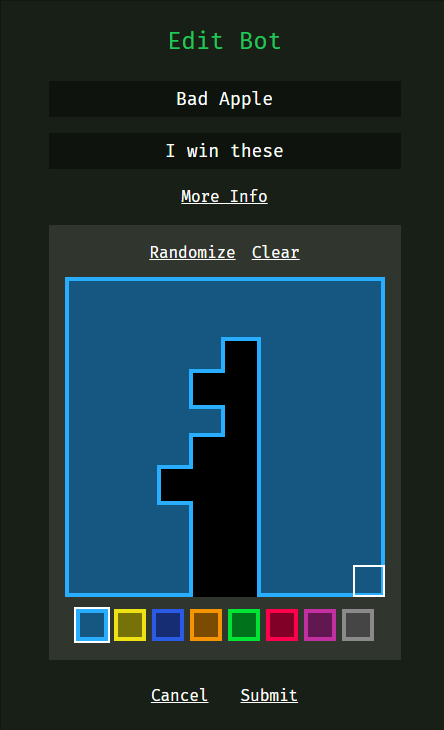 Edit Bot
Bad Apple
I win these
More Info
Randomize Clear
Cancel Submit